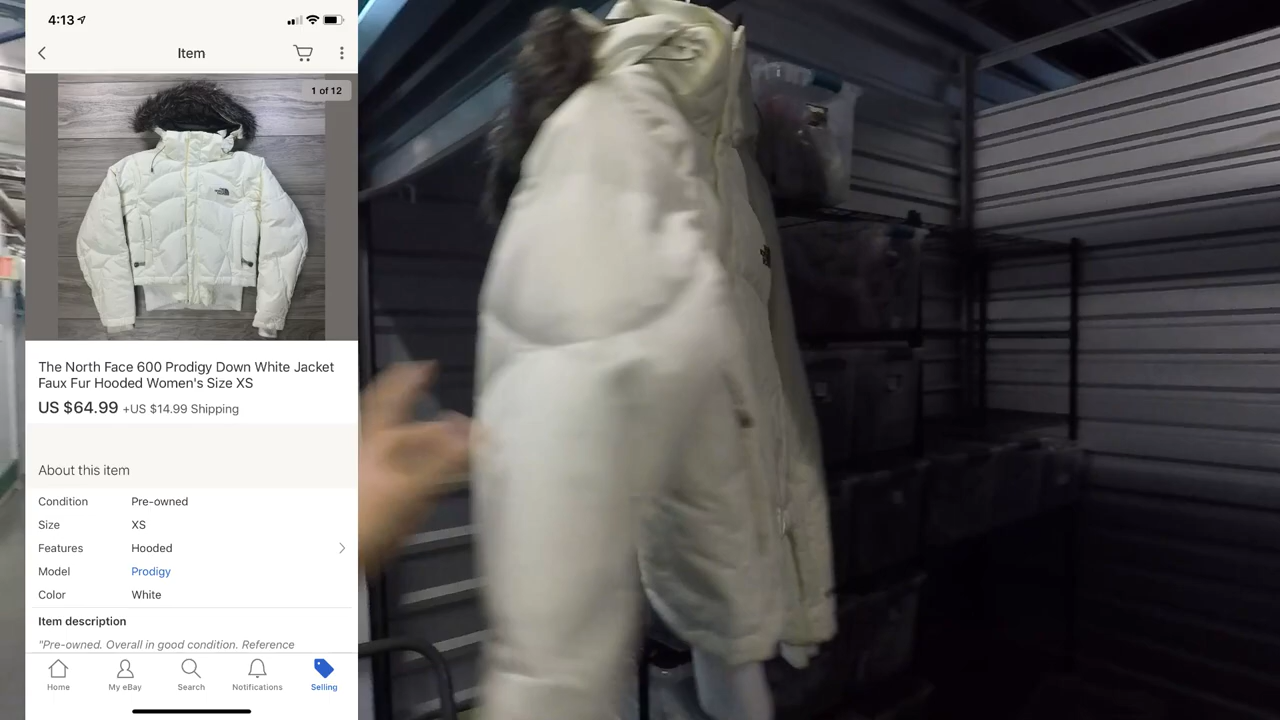 4:13
Item
1 of 12
The North Face 600 Prodigy Down White Jacket
Faux Fur Hooded Women's Size XS
US $64.99 +US $14.99 Shipping
About this item
Condition Pre-owned
Size XS
Features Hooded
Model Prodigy
Color White
Item description
"Pre-owned. Overall in good condition. Reference
Home My eBay Search Notifications Selling